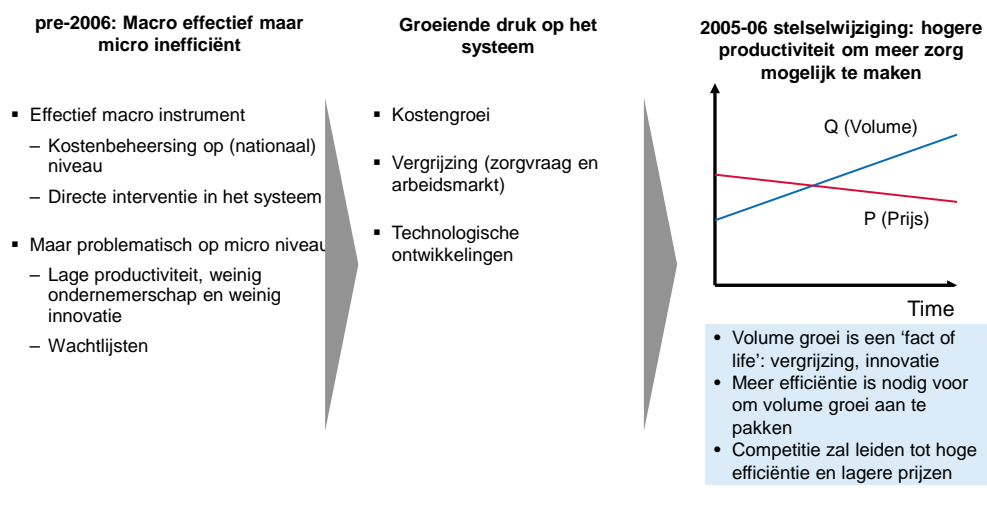 pre-2006: Macro effectief maar
micro inefficiënt
▪ Effectief macro instrument
– Kostenbeheersing op (nationaal)
niveau
– Directe interventie in het systeem
▪ Maar problematisch op micro niveau
– Lage productiviteit, weinig
ondernemerschap en weinig
innovatie
– Wachtlijsten
Groeiende druk op het
systeem
▪ Kostengroei
▪ Vergrijzing (zorgvraag en
arbeidsmarkt)
▪ Technologische
ontwikkelingen
2005-06 stelselwijziging: hogere
productiviteit om meer zorg
mogelijk te maken
Q (Volume)
P (Prijs)
Time
• Volume groei is een ‘fact of
life’: vergrijzing, innovatie
• Meer efficiëntie is nodig voor
om volume groei aan te
pakken
• Competitie zal leiden tot hoge
efficiëntie en lagere prijzen